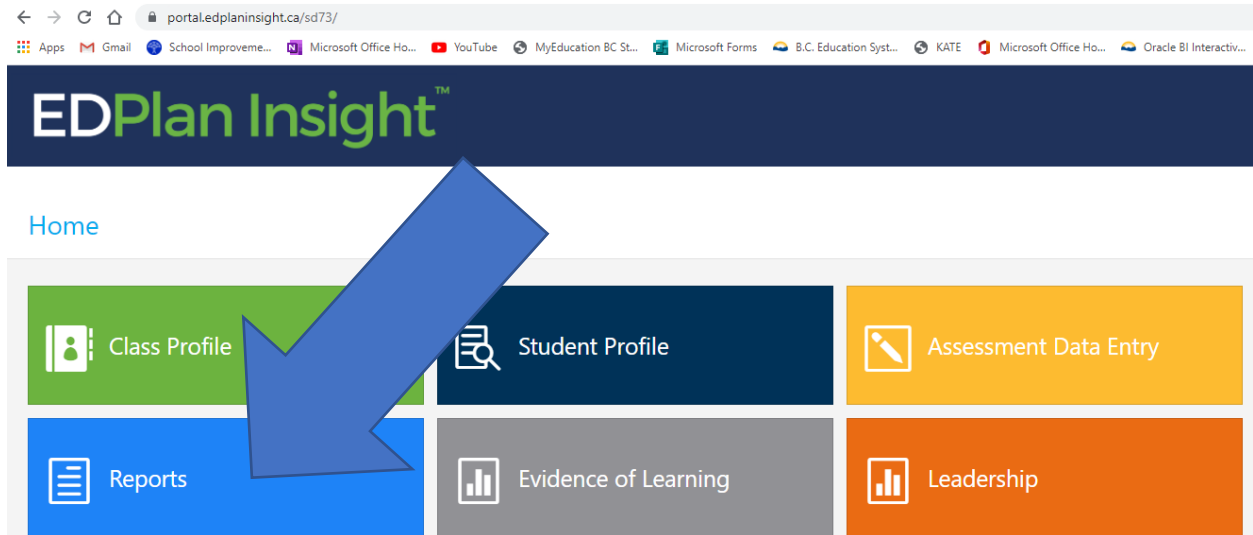 portal.edplaninsight.ca/sd73/
Apps Gmail School Improveme... Microsoft Office Ho... YouTube MyEducation BC St... Microsoft Forms B.C. Education Syst... KATE Microsoft Office Ho... Oracle BI Interactiv...
EDPlan Insight™
Home
Class Profile Student Profile Assessment Data Entry
Reports Evidence of Learning Leadership